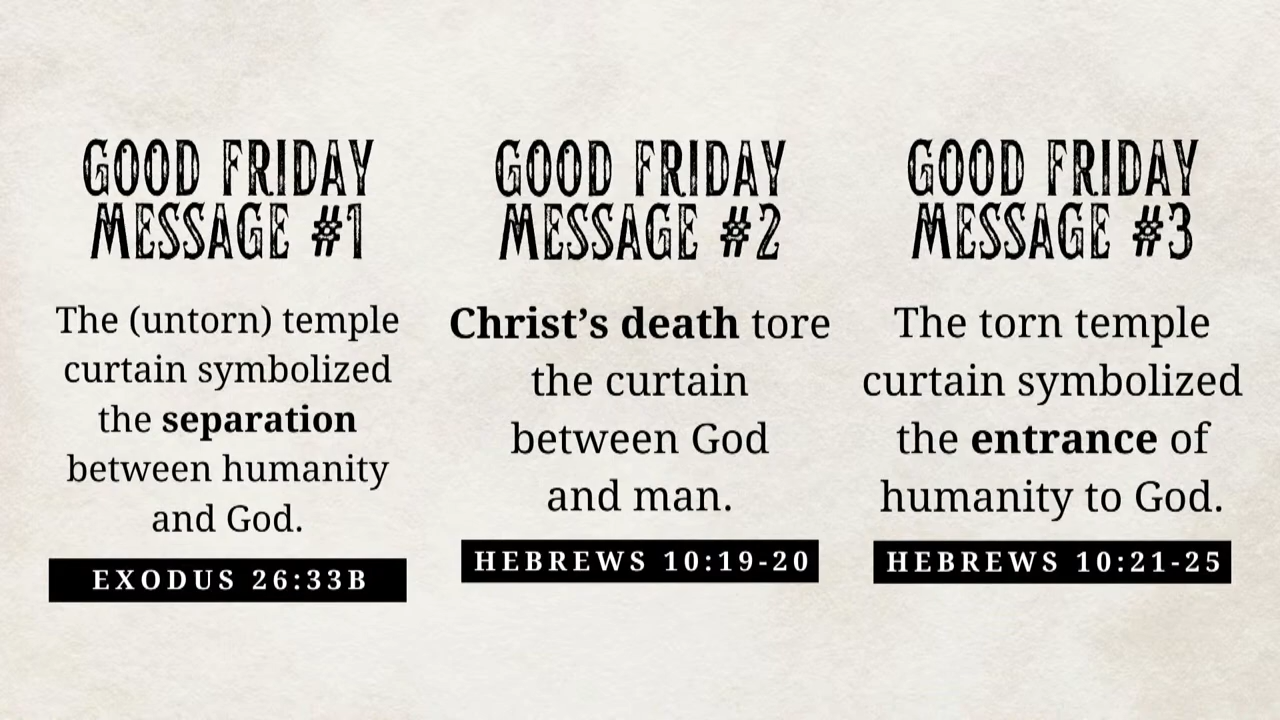 GOOD FRIDAY
MESSAGE #1
The (untorn) temple
curtain symbolized
the separation
between humanity
and God.
EXODUS 26:33B
GOOD FRIDAY
MESSAGE #2
Christ’s death tore
the curtain
between God
and man.
HEBREWS 10:19-20
GOOD FRIDAY
MESSAGE #3
The torn temple
curtain symbolized
the entrance of
humanity to God.
HEBREWS 10:21-25